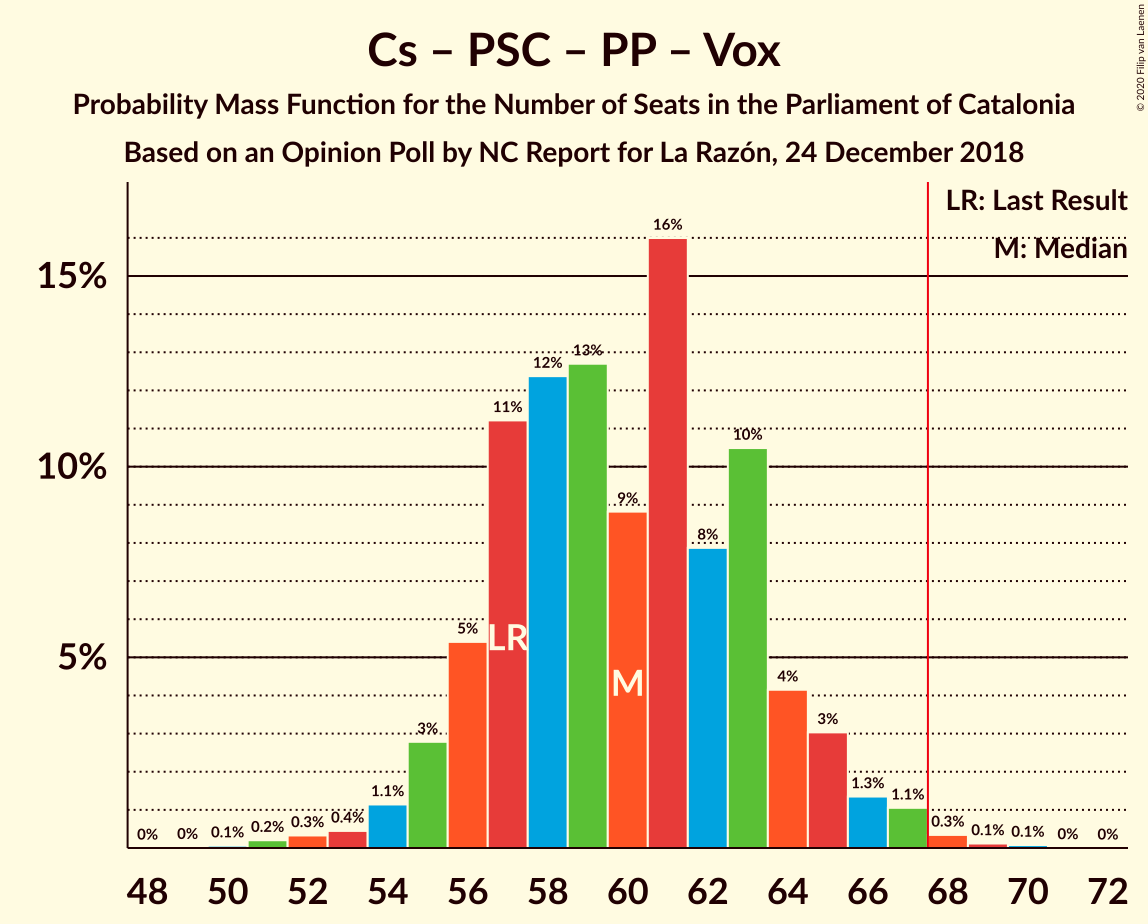 Cs – PSC – PP – Vox
Probability Mass Function for the Number of Seats in the Parliament of Catalonia
Based on an Opinion Poll by NC Report for La Razón, 24 December 2018
© 2020 Filip van Laenen
LR: Last Result
M: Median
15%
10%
5%
0% 0% 0.1% 0.2% 0.3% 0.4% 1.1% 3% 5% 11% 12% 13% 9% 16% 8% 10% 4% 3% 1.3% 1.1% 0.3% 0.1% 0.1% 0% 0%
LR
M
48 50 52 54 56 58 60 62 64 66 68 70 72